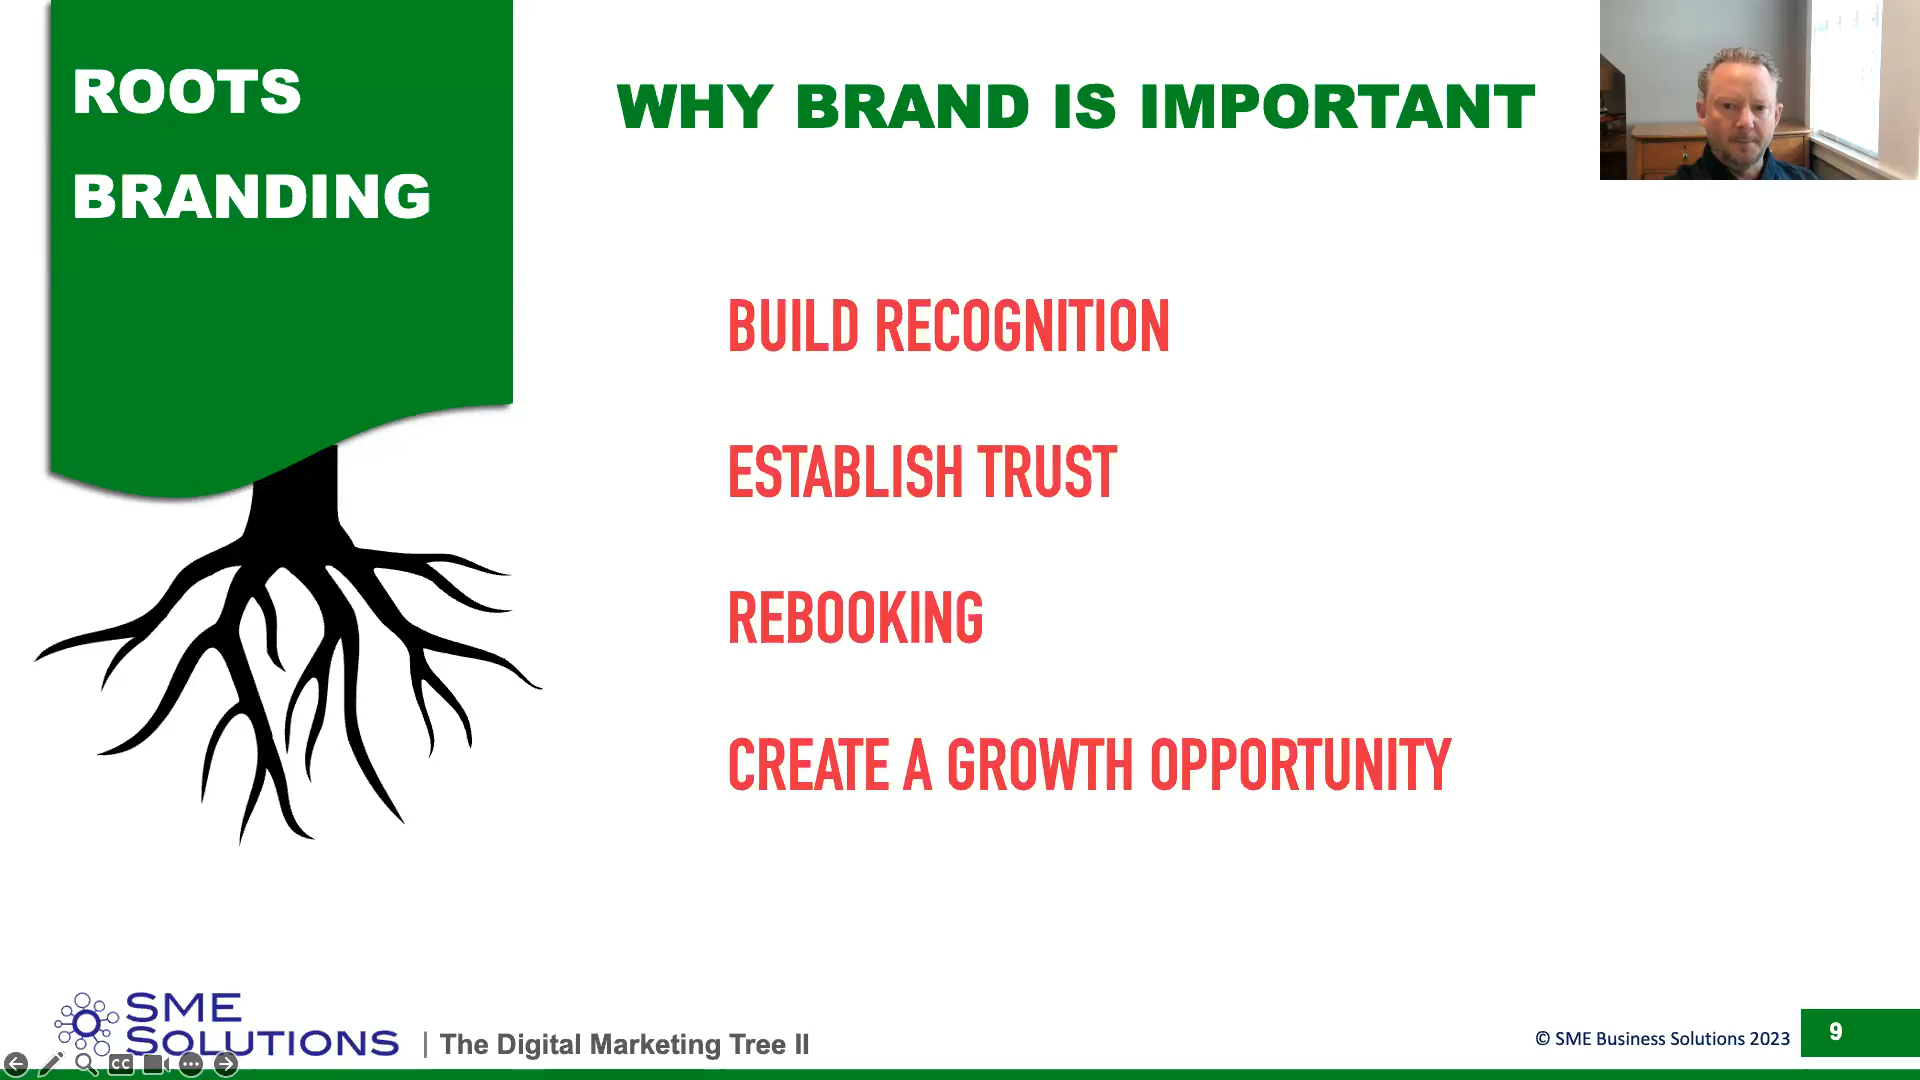 ROOTS
BRANDING
WHY BRAND IS IMPORTANT
BUILD RECOGNITION
ESTABLISH TRUST
REBOOKING
CREATE A GROWTH OPPORTUNITY
SME
SOLUTIONS
| The Digital Marketing Tree II
© SME Business Solutions 2023
9
CC